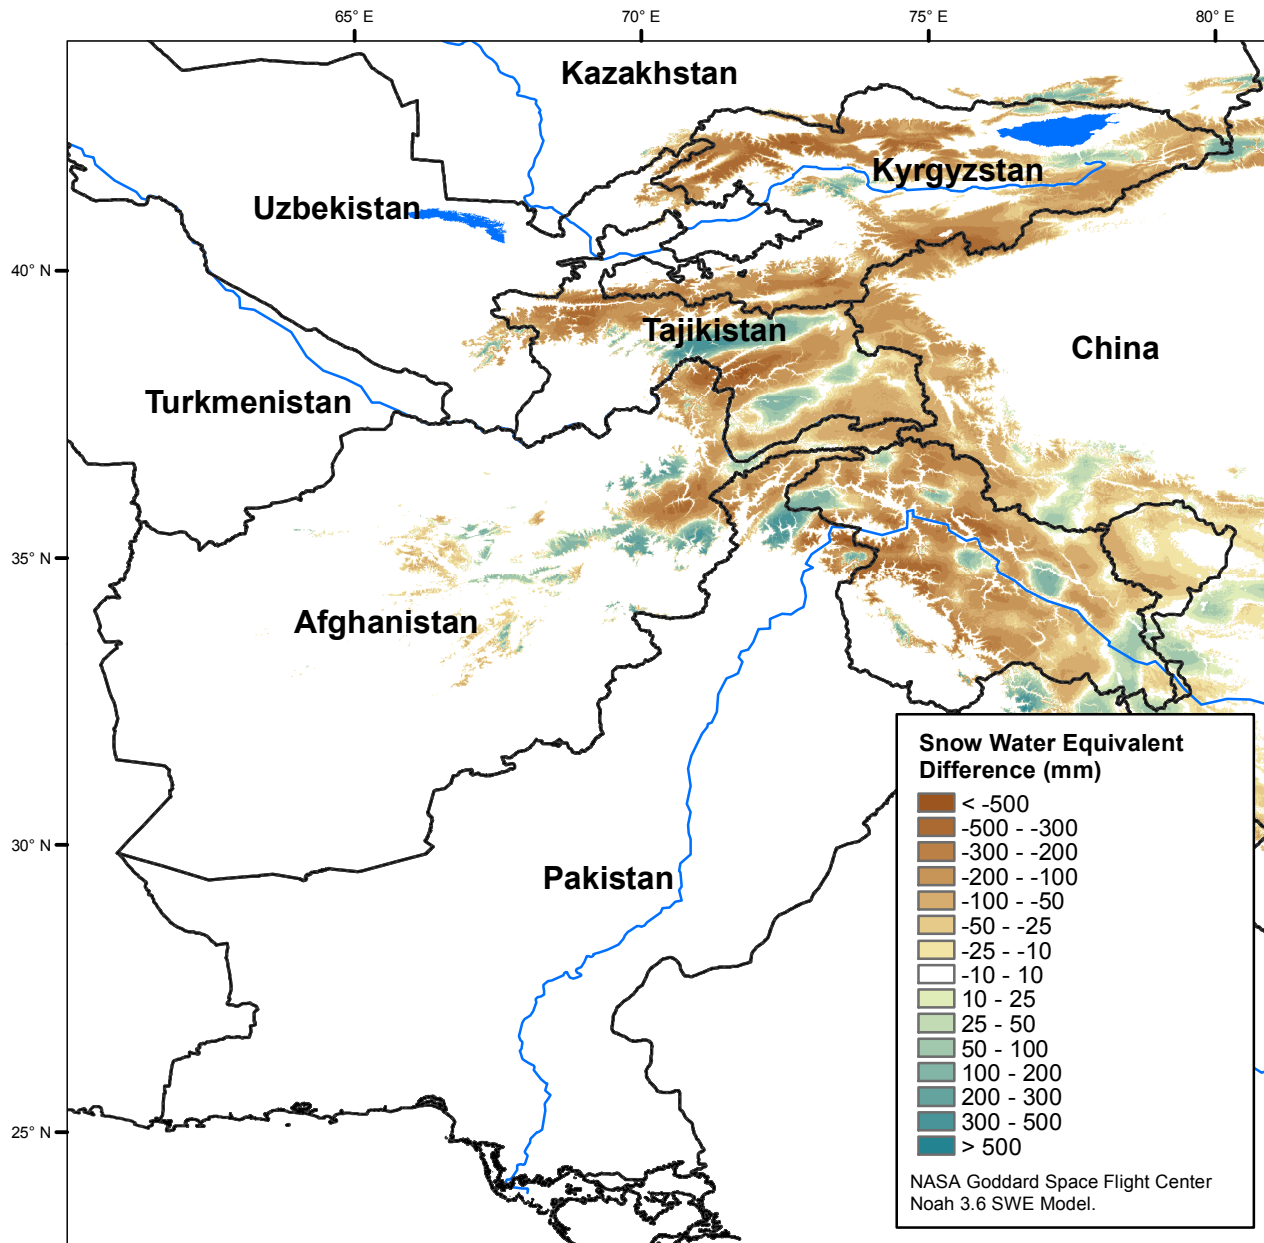 65° E
70° E
75° E
80° E
Kazakhstan
Kyrgyzstan
Uzbekistan
40° N
Tajikistan
China
Turkmenistan
35° N
Afghanistan
Snow Water Equivalent
Difference (mm)
< -500
-500 - -300
-300 - -200
-200 - -100
-100 - -50
-50 - -25
-25 - -10
-10 - 10
10 - 25
25 - 50
50 - 100
100 - 200
200 - 300
300 - 500
> 500
30° N
Pakistan
25° N
NASA Goddard Space Flight Center
Noah 3.6 SWE Model.